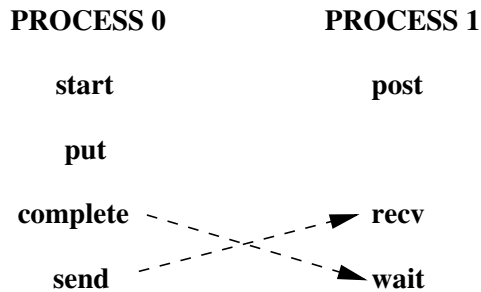 PROCESS 0 PROCESS 1
start post
put
complete recv
send wait